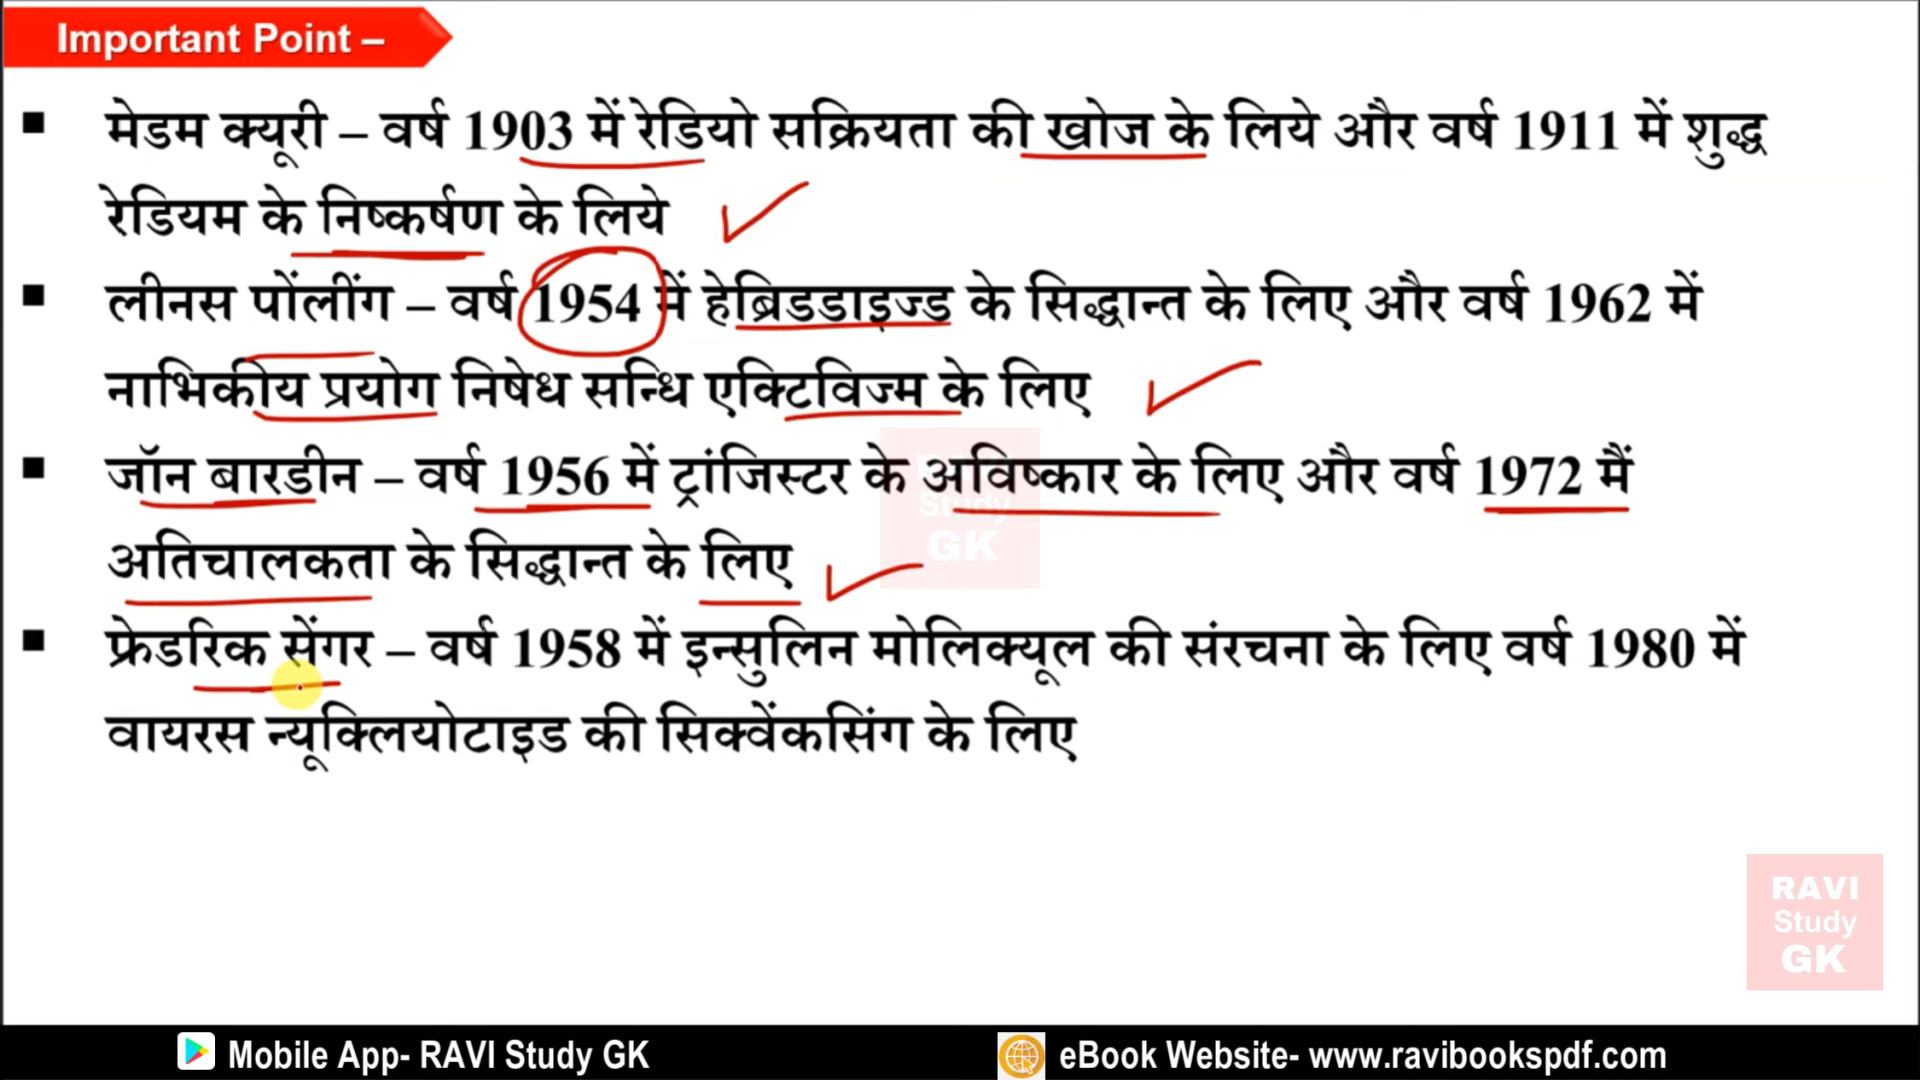 Important Point –
▪ मेडम क्यूरी – वर्ष 1903 में रेडियो सक्रियता की खोज के लिये और वर्ष 1911 में शुद्ध
रेडियम के निष्कर्षण के लिये
▪ लीनस पोंलींग – वर्ष 1954 में हेब्रिडडाइज्ड के सिद्धान्त के लिए और वर्ष 1962 में
नाभिकीय प्रयोग निषेध सन्धि एक्टिविज्म के लिए
▪ जॉन बारडीन – वर्ष 1956 में ट्रांजिस्टर के अविष्कार के लिए और वर्ष 1972 मैं
अतिचालकता के सिद्धान्त के लिए
▪ फ्रेडरिक सेंगर – वर्ष 1958 में इन्सुलिन मोलिक्यूल की संरचना के लिए वर्ष 1980 में
वायरस न्यूक्लियोटाइड की सिक्वेंकसिंग के लिए
RAVI
Study
GK
RAVI
Study
GK
Mobile App- RAVI Study GK
eBook Website- www.ravibookspdf.com